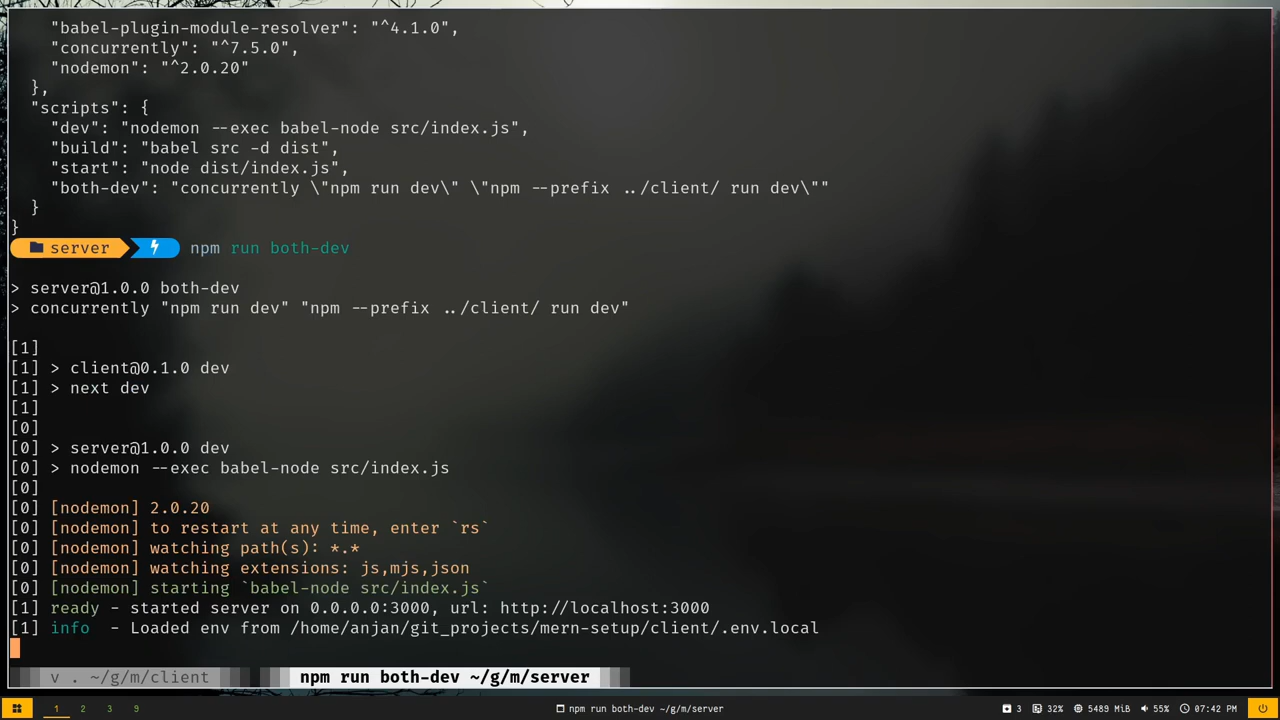 "babel-plugin-module-resolver": "^4.1.0",
    "concurrently": "^7.5.0",
    "nodemon": "^2.0.20"
  },
  "scripts": {
    "dev": "nodemon --exec babel-node src/index.js",
    "build": "babel src -d dist",
    "start": "node dist/index.js",
    "both-dev": "concurrently \"npm run dev\" \"npm --prefix ../client/ run dev\""
  }
}
server npm run both-dev
> server@1.0.0 both-dev
> concurrently "npm run dev" "npm --prefix ../client/ run dev"
[1]
[1] > client@0.1.0 dev
[1] > next dev
[1]
[0]
[0] > server@1.0.0 dev
[0] > nodemon --exec babel-node src/index.js
[0]
[0] [nodemon] 2.0.20
[0] [nodemon] to restart at any time, enter `rs`
[0] [nodemon] watching path(s): *.*
[0] [nodemon] watching extensions: js,mjs,json
[0] [nodemon] starting `babel-node src/index.js`
[1] ready - started server on 0.0.0.0:3000, url: http://localhost:3000
[1] info  - Loaded env from /home/anjan/git_projects/mern-setup/client/.env.local
v . ~/g/m/client npm run both-dev ~/g/m/server
1 2 3 9 npm run both-dev ~/g/m/server 3 32% 5489 MiB 55% 07:42 PM